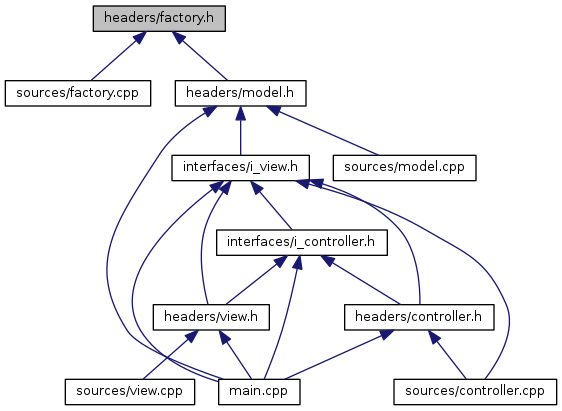 headers/factory.h
sources/factory.cpp
headers/model.h
interfaces/i_view.h
sources/model.cpp
interfaces/i_controller.h
headers/view.h
headers/controller.h
sources/view.cpp
main.cpp
sources/controller.cpp